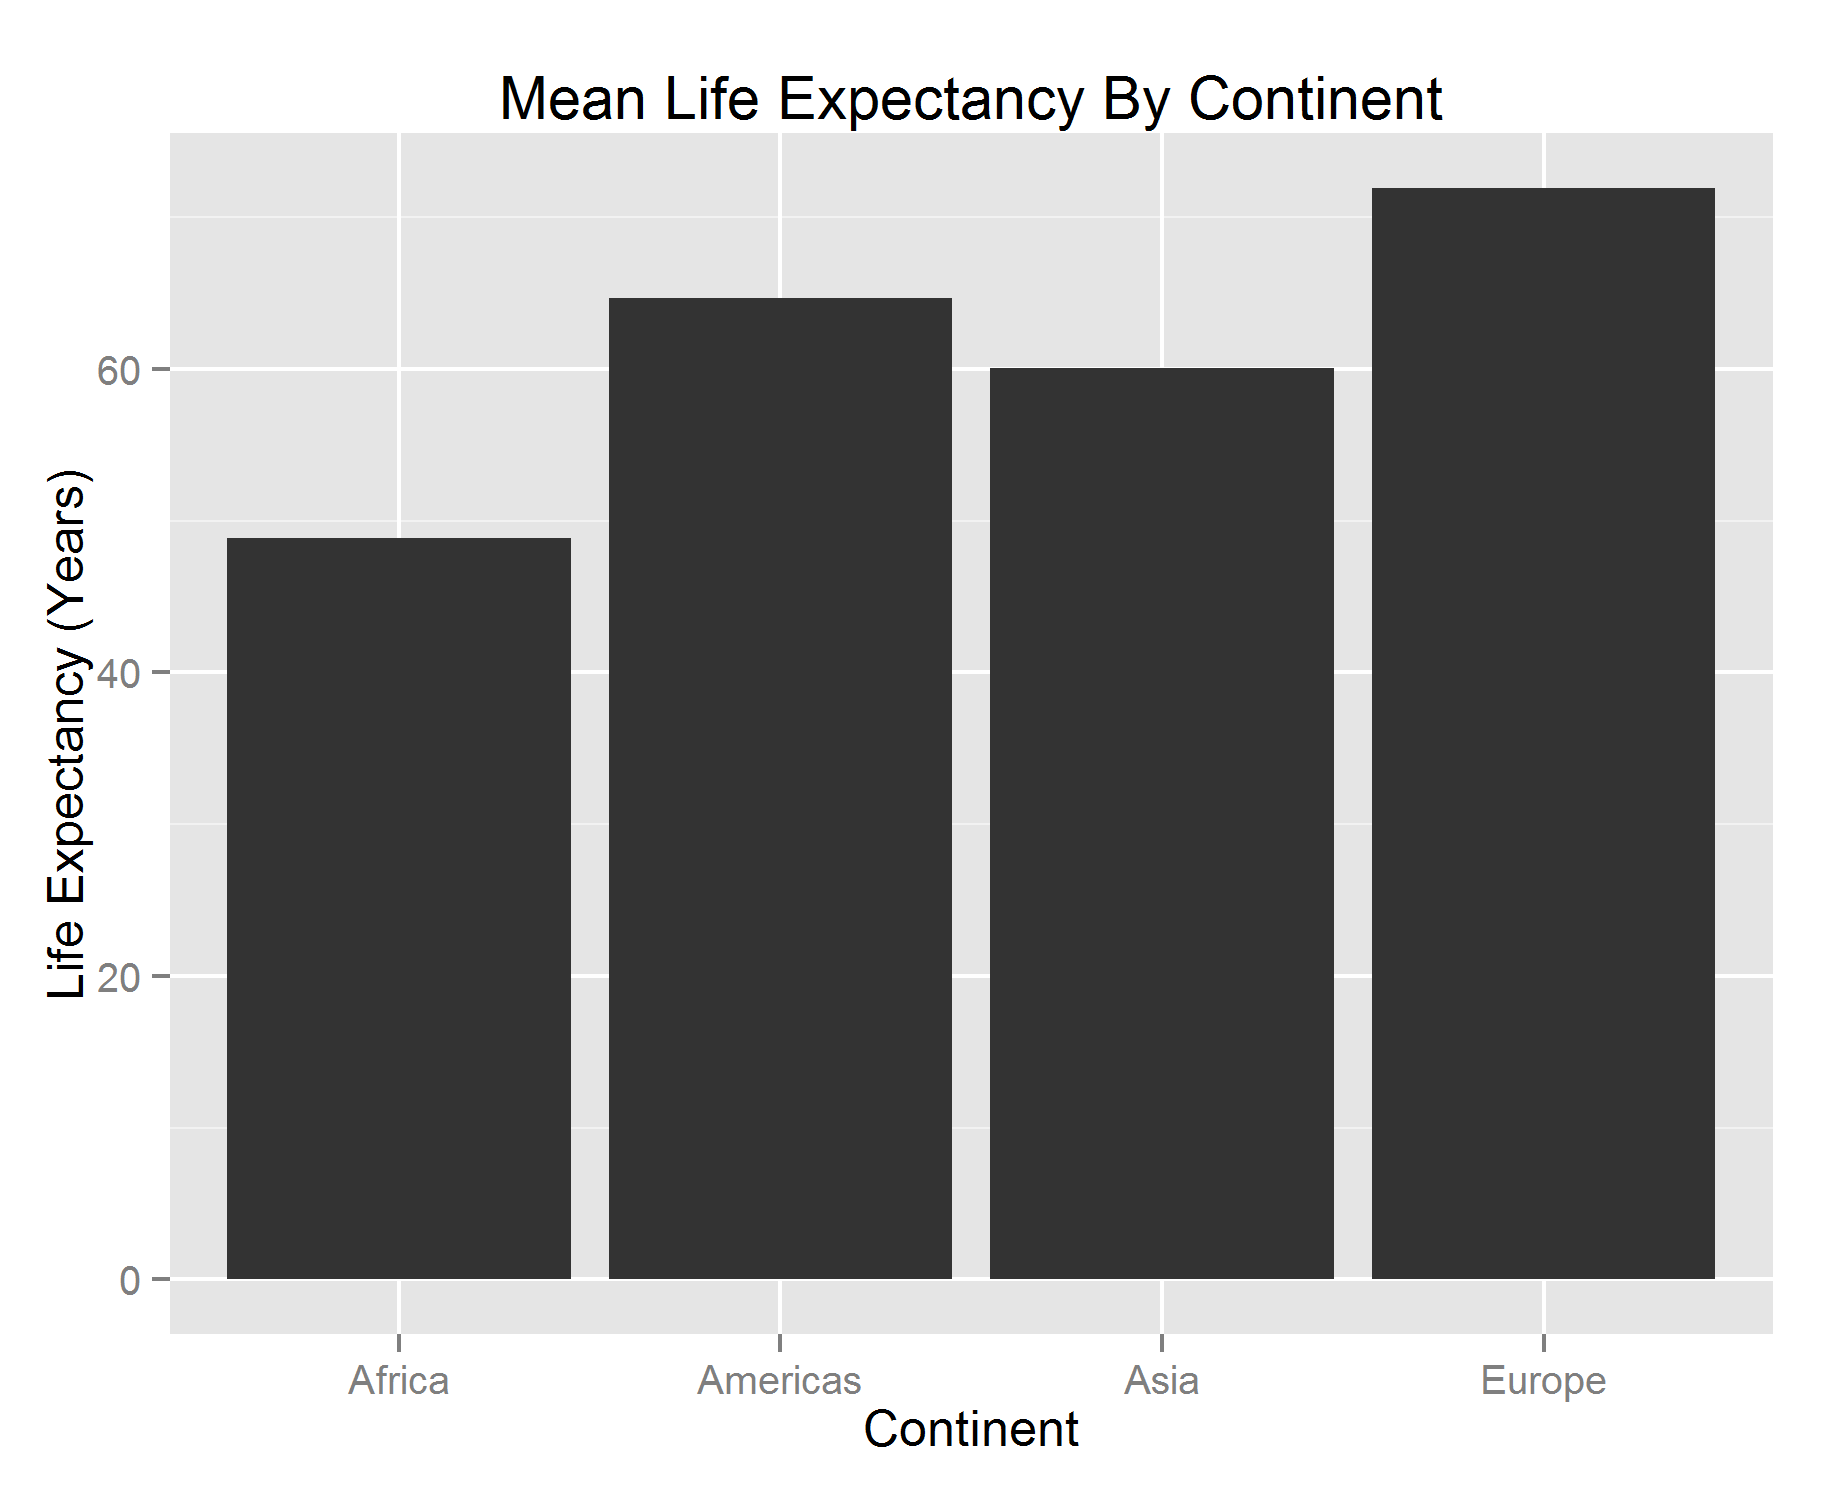 Mean Life Expectancy By Continent
Life Expectancy (Years)
60
40
20
0
Africa Americas Asia Europe
Continent